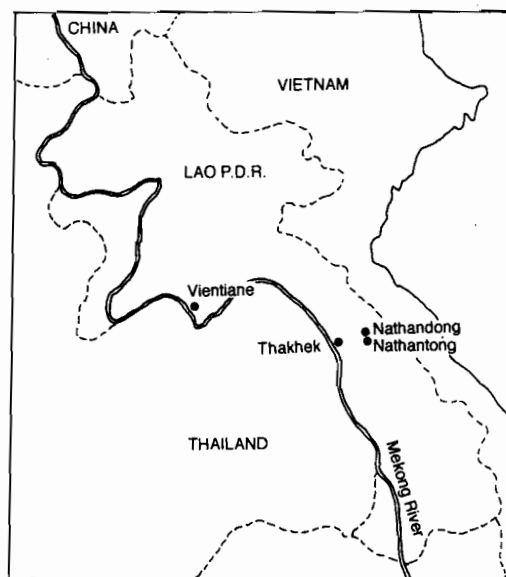 CHINA
VIETNAM
LAO P.D.R.
Vientiane
Nathandong
Thakhek
Nathantong
THAILAND
Mekong River